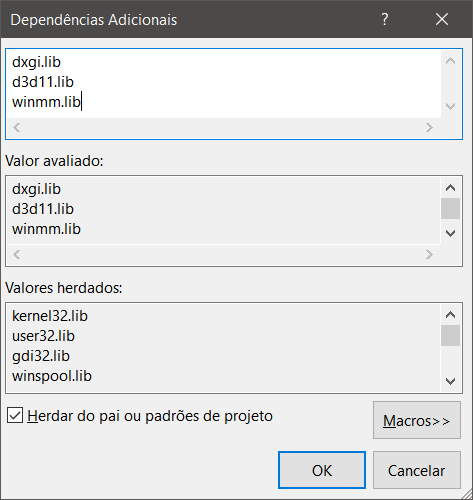 Dependências Adicionais
?
dxgi.lib
d3d11.lib
winmm.lib
Valor avaliado:
dxgi.lib
d3d11.lib
winmm.lib
Valores herdados:
kernel32.lib
user32.lib
gdi32.lib
winspool.lib
Herdar do pai ou padrões de projeto
Macros>>
OK
Cancelar